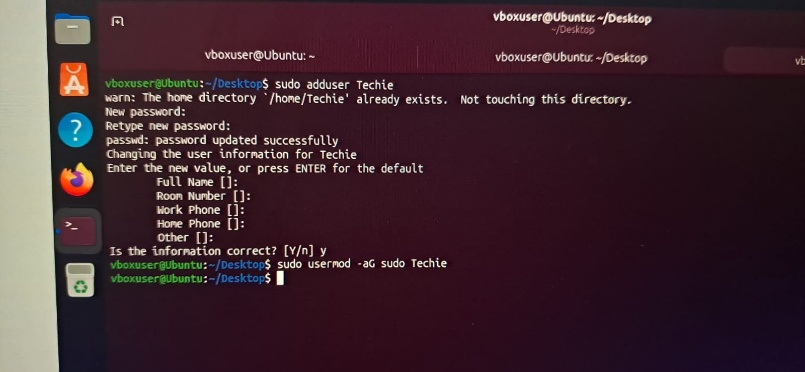 vboxuser@Ubuntu: ~/Desktop
~/Desktop
vboxuser@Ubuntu: ~
vboxuser@Ubuntu: ~/Desktop
vb
vboxuser@Ubuntu:~/Desktop$ sudo adduser Techie
warn: The home directory `/home/Techie' already exists.  Not touching this directory.
New password:
Retype new password:
passwd: password updated successfully
Changing the user information for Techie
Enter the new value, or press ENTER for the default
Full Name []:
Room Number []:
Work Phone []:
Home Phone []:
Other []:
Is the information correct? [Y/n] y
vboxuser@Ubuntu:~/Desktop$ sudo usermod -aG sudo Techie
vboxuser@Ubuntu:~/Desktop$